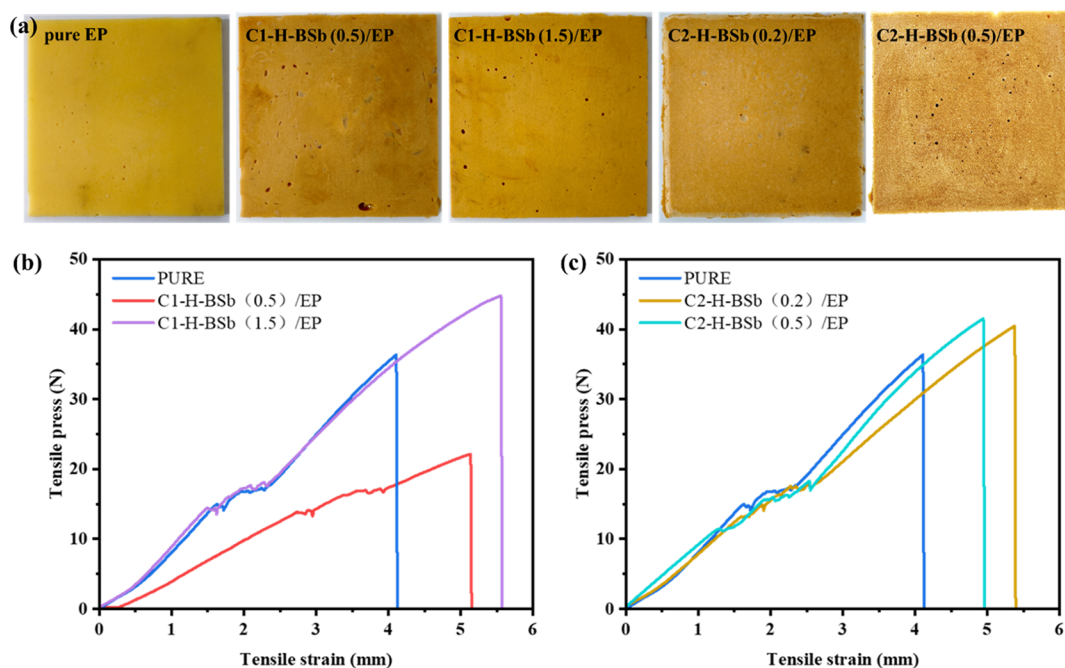 (a)
pure EP
C1-H-BSb (0.5)/EP
C1-H-BSb (1.5)/EP
C2-H-BSb (0.2)/EP
C2-H-BSb (0.5)/EP
(b)
50
40
30
20
10
0
Tensile press (N)
PURE
C1-H-BSb（0.5）/EP
C1-H-BSb（1.5）/EP
0
1
2
3
4
5
6
Tensile strain (mm)
(c)
50
40
30
20
10
0
Tensile press (N)
PURE
C2-H-BSb（0.2）/EP
C2-H-BSb（0.5）/EP
0
1
2
3
4
5
6
Tensile strain (mm)